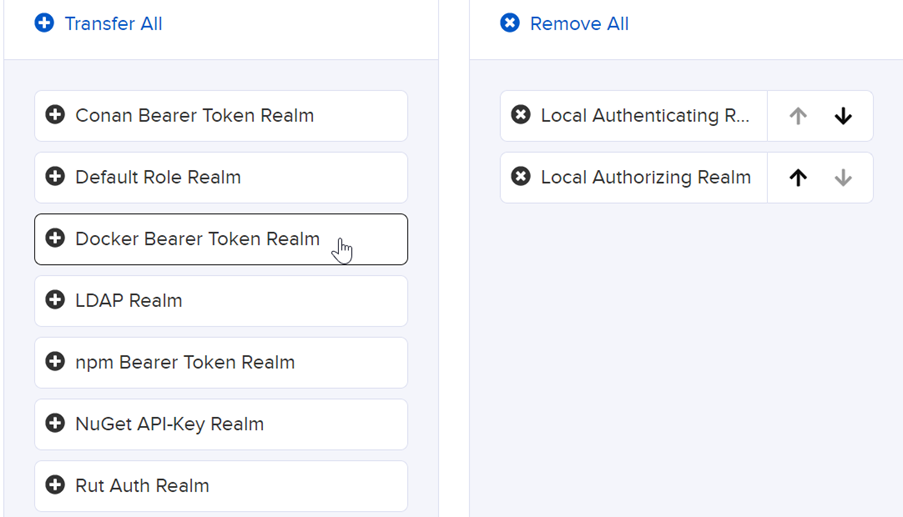 Transfer All
Conan Bearer Token Realm
Default Role Realm
Docker Bearer Token Realm
LDAP Realm
npm Bearer Token Realm
NuGet API-Key Realm
Rut Auth Realm
Remove All
Local Authenticating R...
Local Authorizing Realm